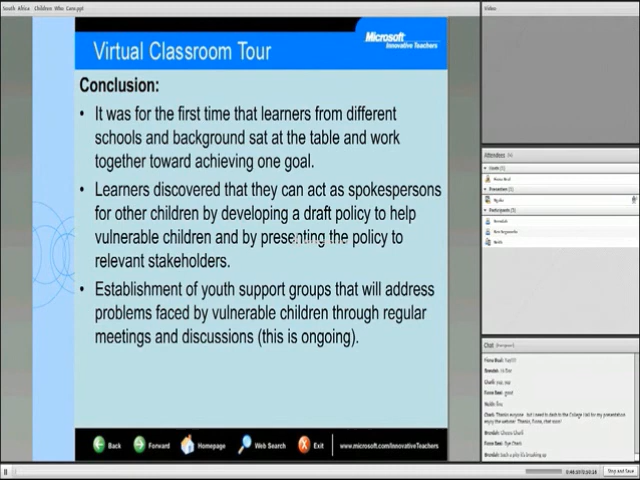 South Africa Children Who Care.ppt
Video
Microsoft
Innovative Teachers
Virtual Classroom Tour
Conclusion:
• It was for the first time that learners from different
schools and background sat at the table and work
together toward achieving one goal.
• Learners discovered that they can act as spokespersons
for other children by developing a draft policy to help
vulnerable children and by presenting the policy to
relevant stakeholders.
• Establishment of youth support groups that will address
problems faced by vulnerable children through regular
meetings and discussions (this is ongoing).
Back
Forward
Homepage
Web Search
Exit
www.microsoft.com/InnovativeTeachers
Attendees
Chat
great
Thanks everyone
Stop and Save